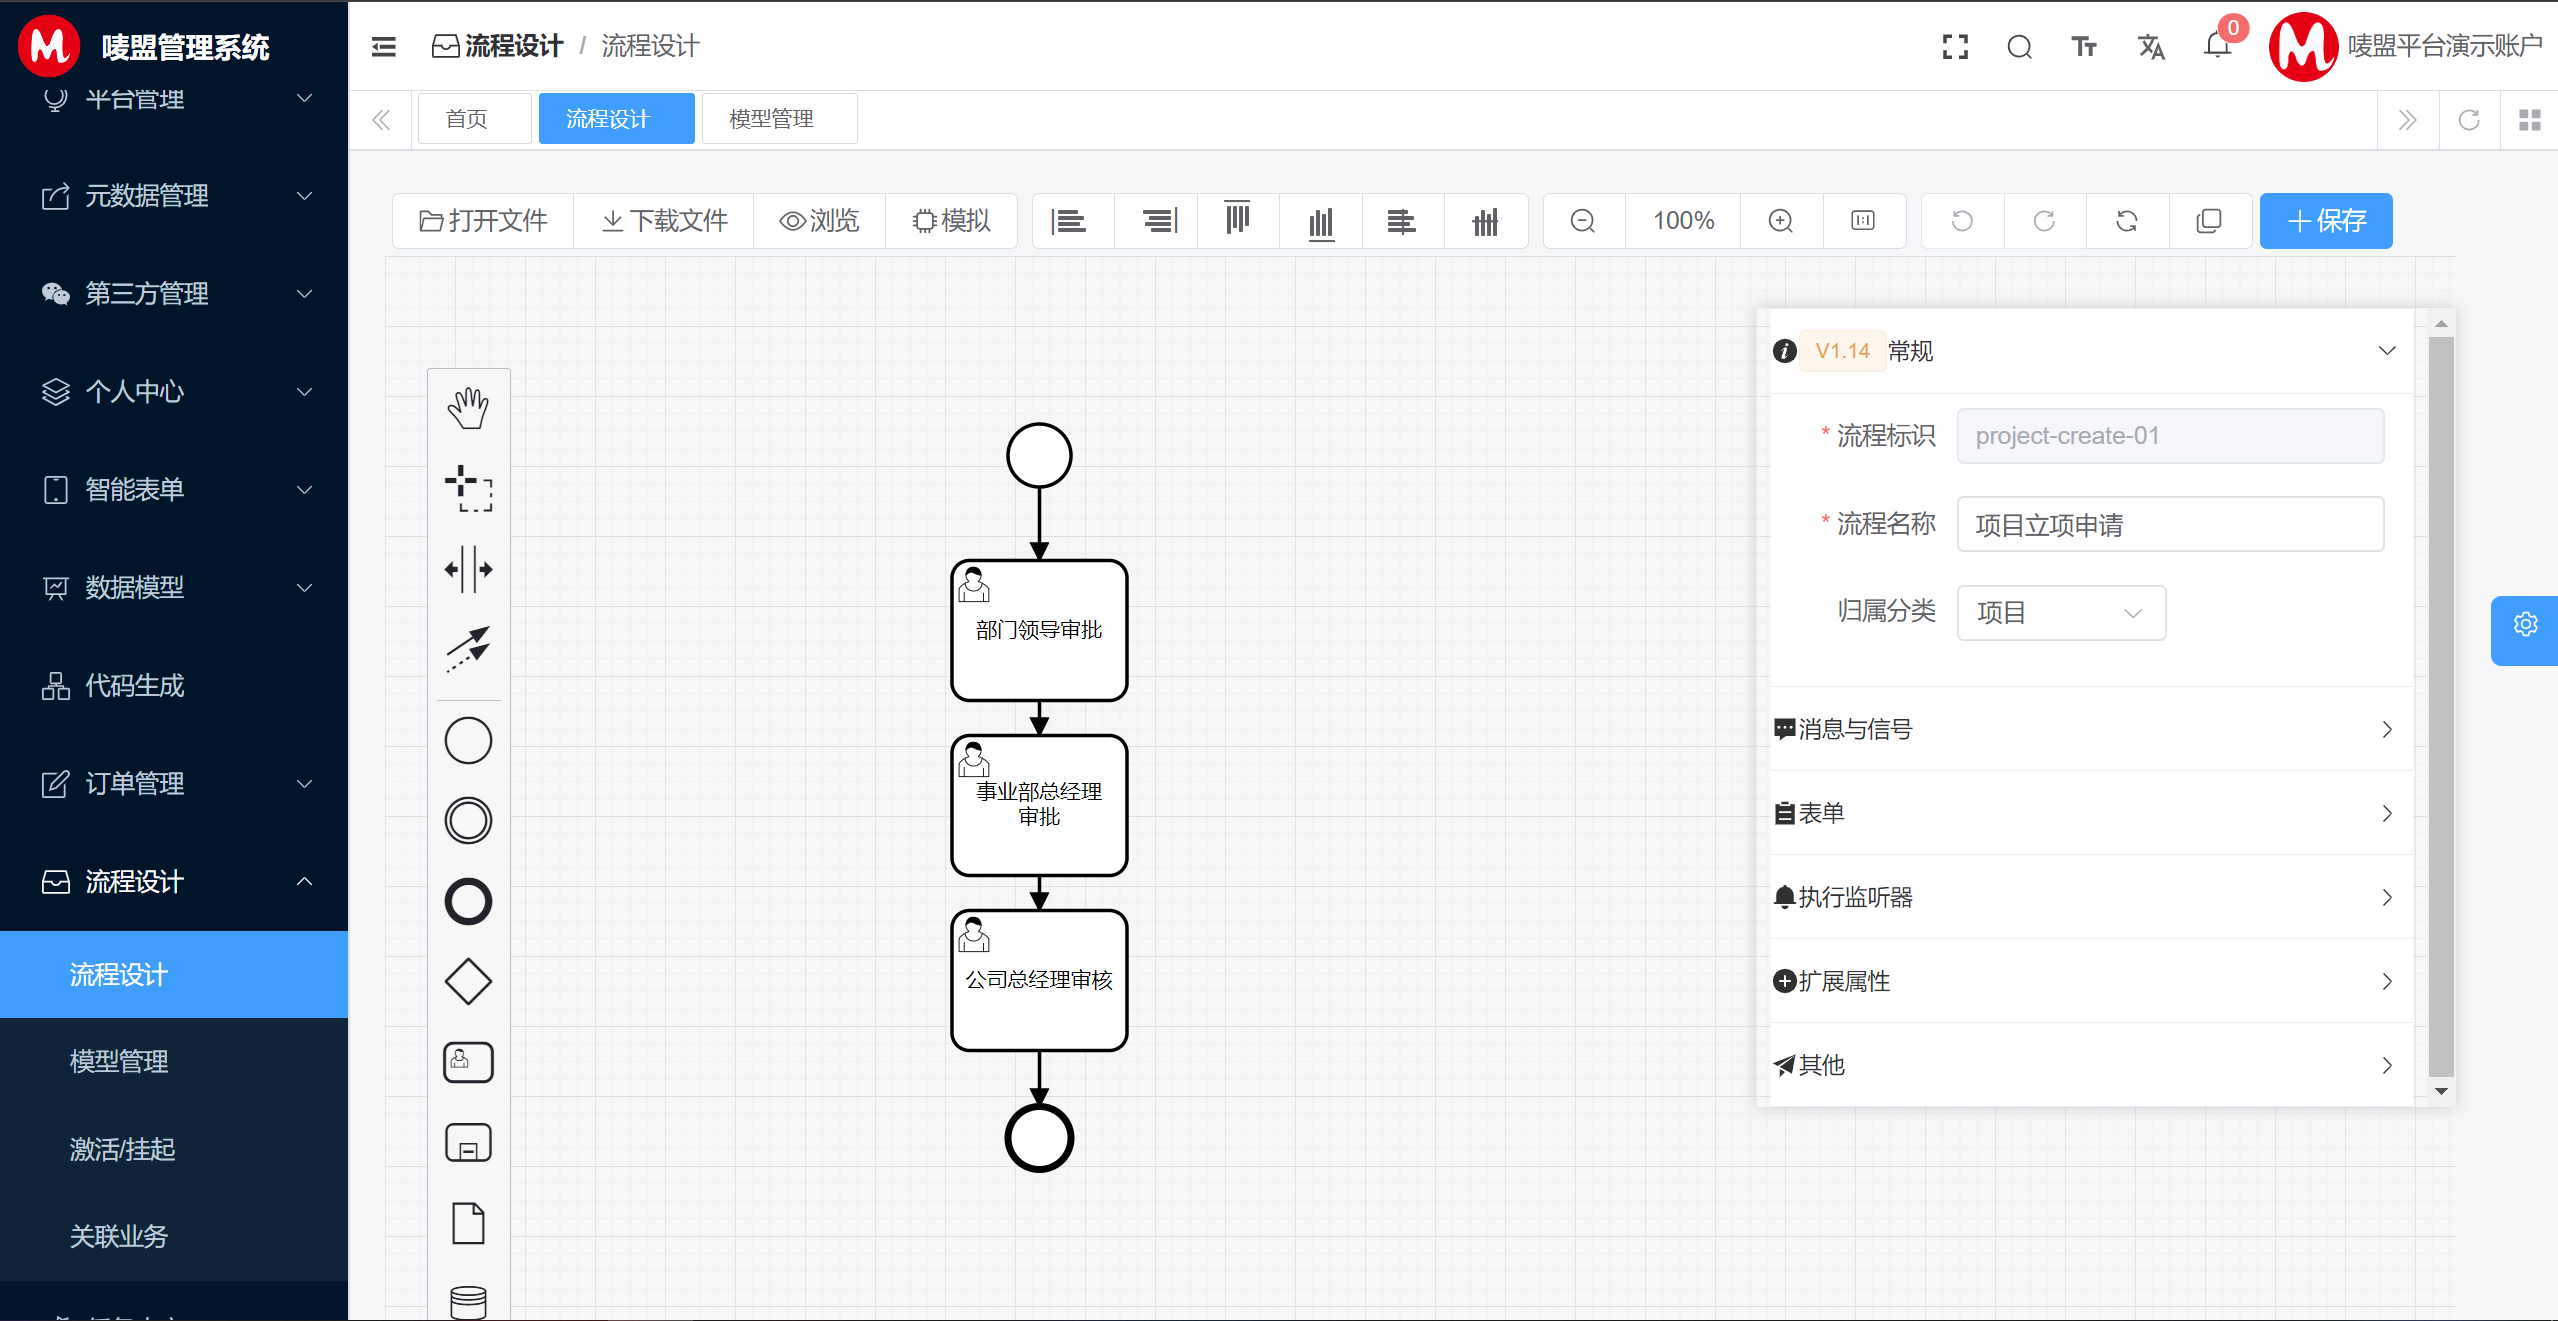 唛盟管理系统
流程设计 / 流程设计
0
唛盟平台演示账户
首页
流程设计
模型管理
平台管理
元数据管理
第三方管理
个人中心
智能表单
数据模型
代码生成
订单管理
流程设计
流程设计
模型管理
激活/挂起
关联业务
打开文件
下载文件
浏览
模拟
100%
保存
部门领导审批
事业部总经理
审批
公司总经理审核
V1.14 常规
* 流程标识 project-create-01
* 流程名称 项目立项申请
归属分类 项目
消息与信号
表单
执行监听器
扩展属性
其他